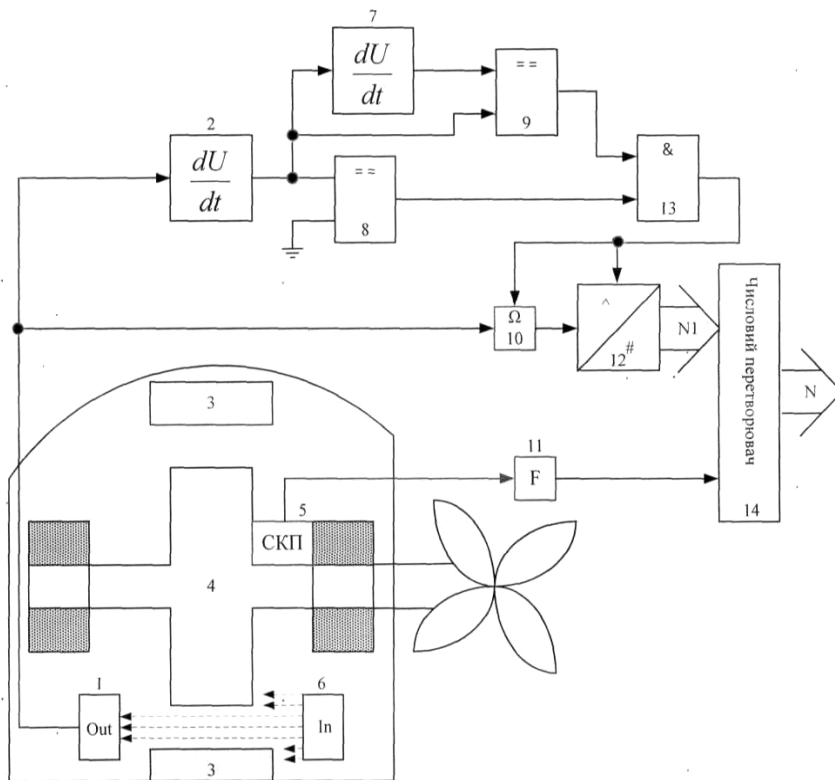 7
dU
dt
= =
9
2
dU
dt
= =
8
&
13
Ω
10
^
12 #
N1
Числовий перетворювач
14
N
3
11
F
5
СКП
4
1
Out
6
In
3